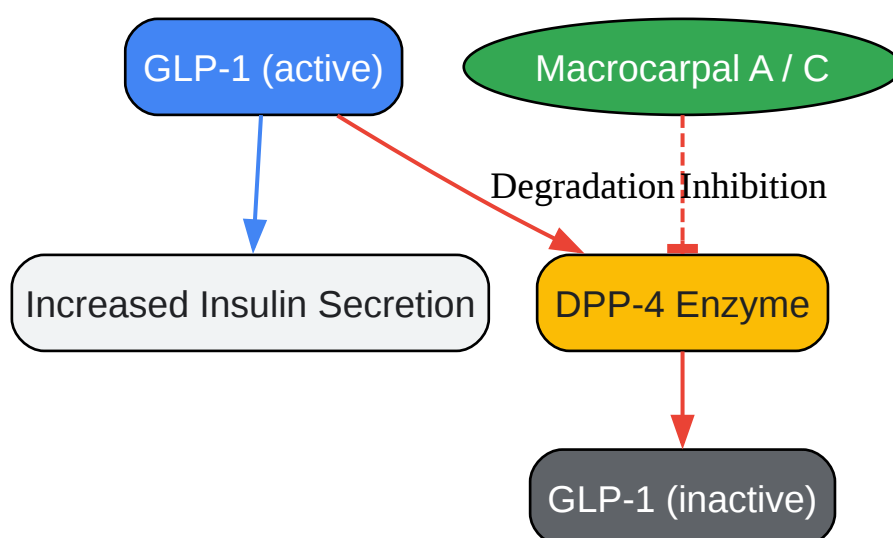 GLP-1 (active)
Macrocarpal A / C
Degradation
Inhibition
Increased Insulin Secretion
DPP-4 Enzyme
GLP-1 (inactive)